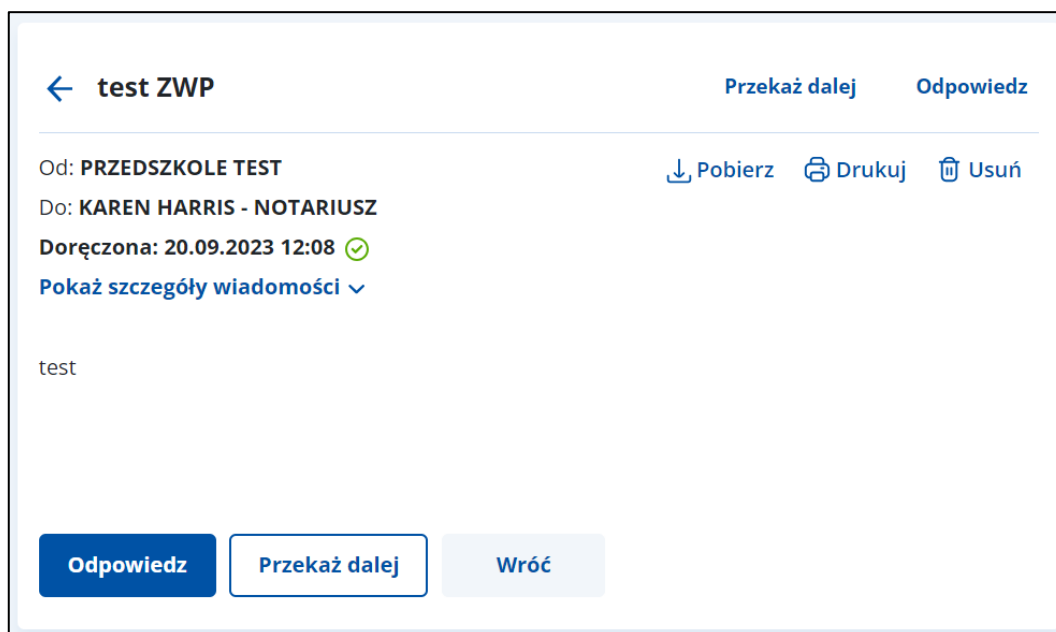 test ZWP Przekaż dalej Odpowiedz
Od: PRZEDSZKOLE TEST Pobierz Drukuj Usuń
Do: KAREN HARRIS - NOTARIUSZ
Doręczona: 20.09.2023 12:08
Pokaż szczegóły wiadomości
test
Odpowiedz Przekaż dalej Wróć